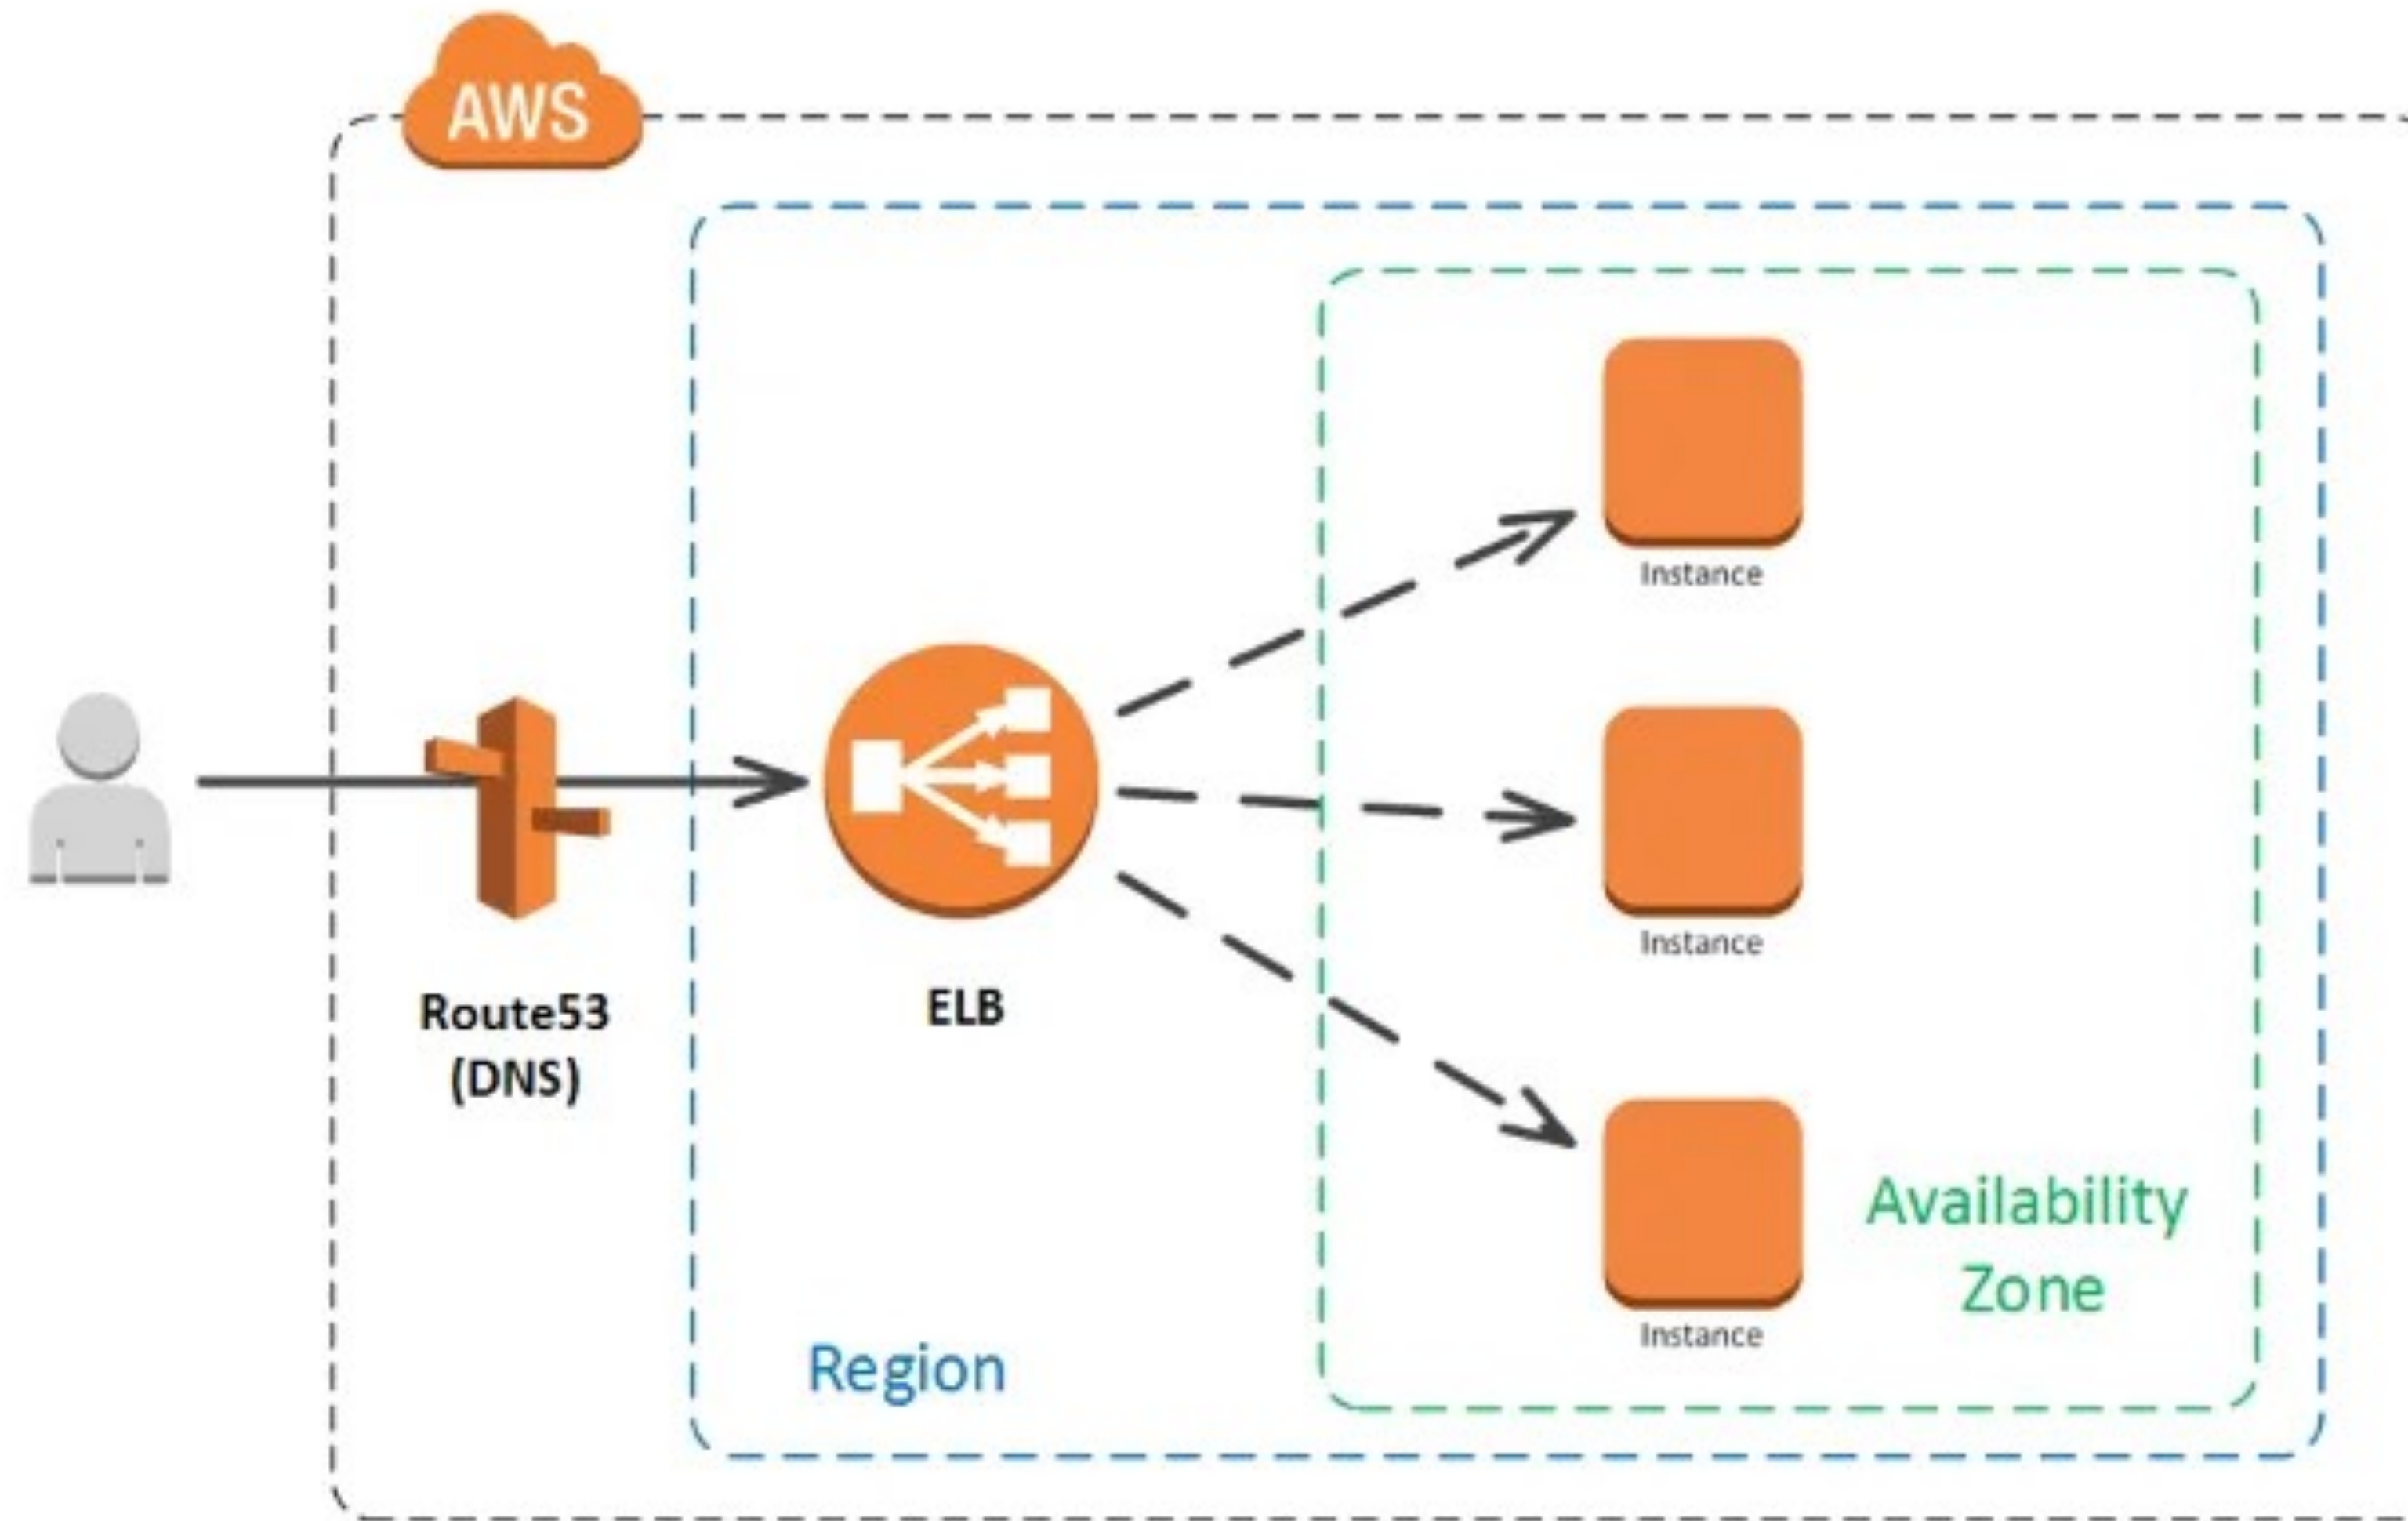 AWS
Instance
Instance
Route53
(DNS)
ELB
Availability
Zone
Instance
Region